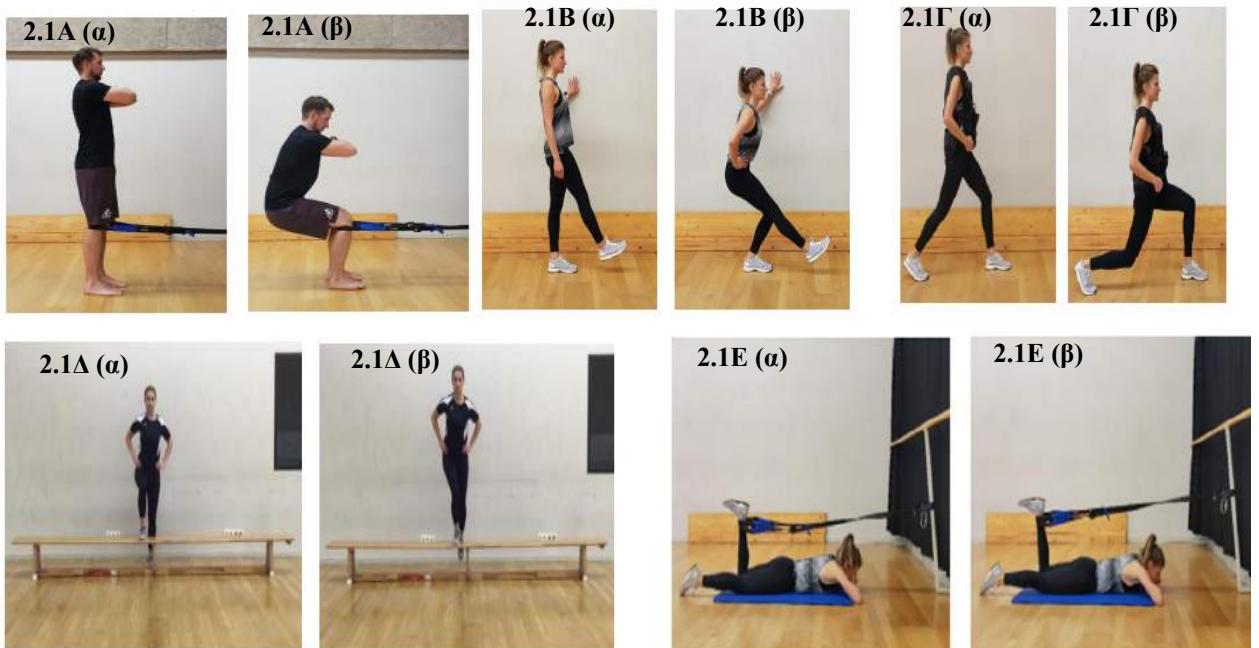 2.1Α (α)
2.1Α (β)
2.1Β (α)
2.1Β (β)
2.1Γ (α)
2.1Γ (β)
2.1Δ (α)
2.1Δ (β)
2.1Ε (α)
2.1Ε (β)